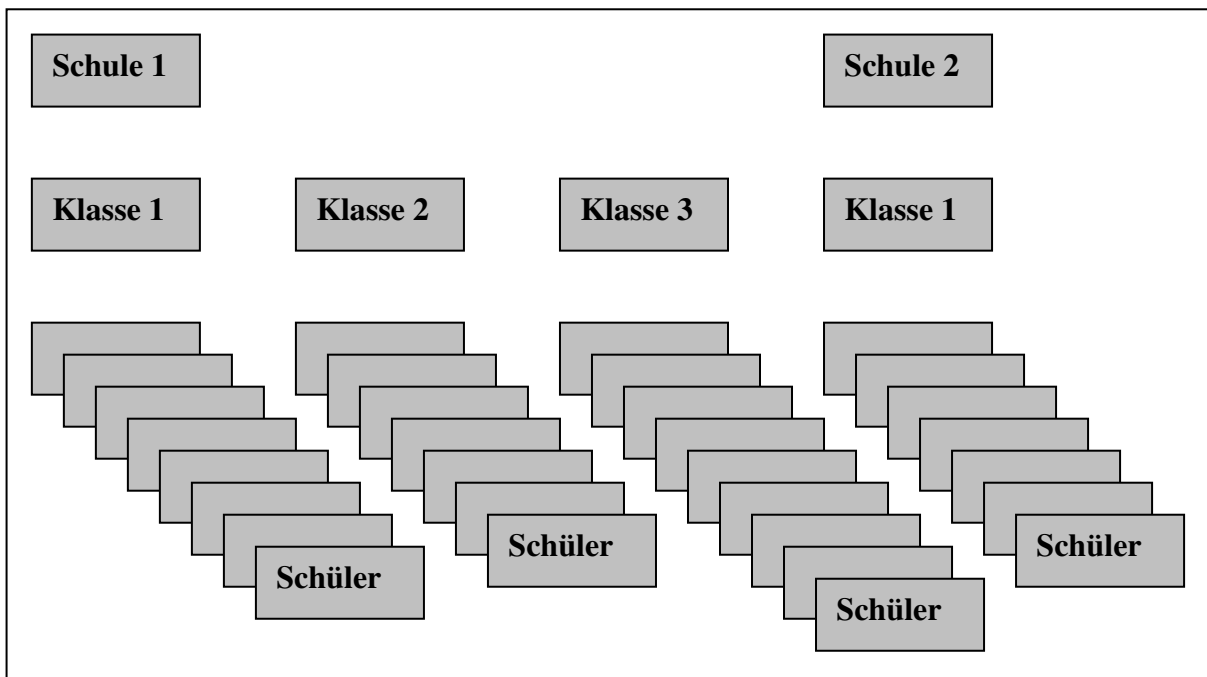 Schule 1
Schule 2
Klasse 1
Klasse 2
Klasse 3
Klasse 1
Schüler
Schüler
Schüler
Schüler